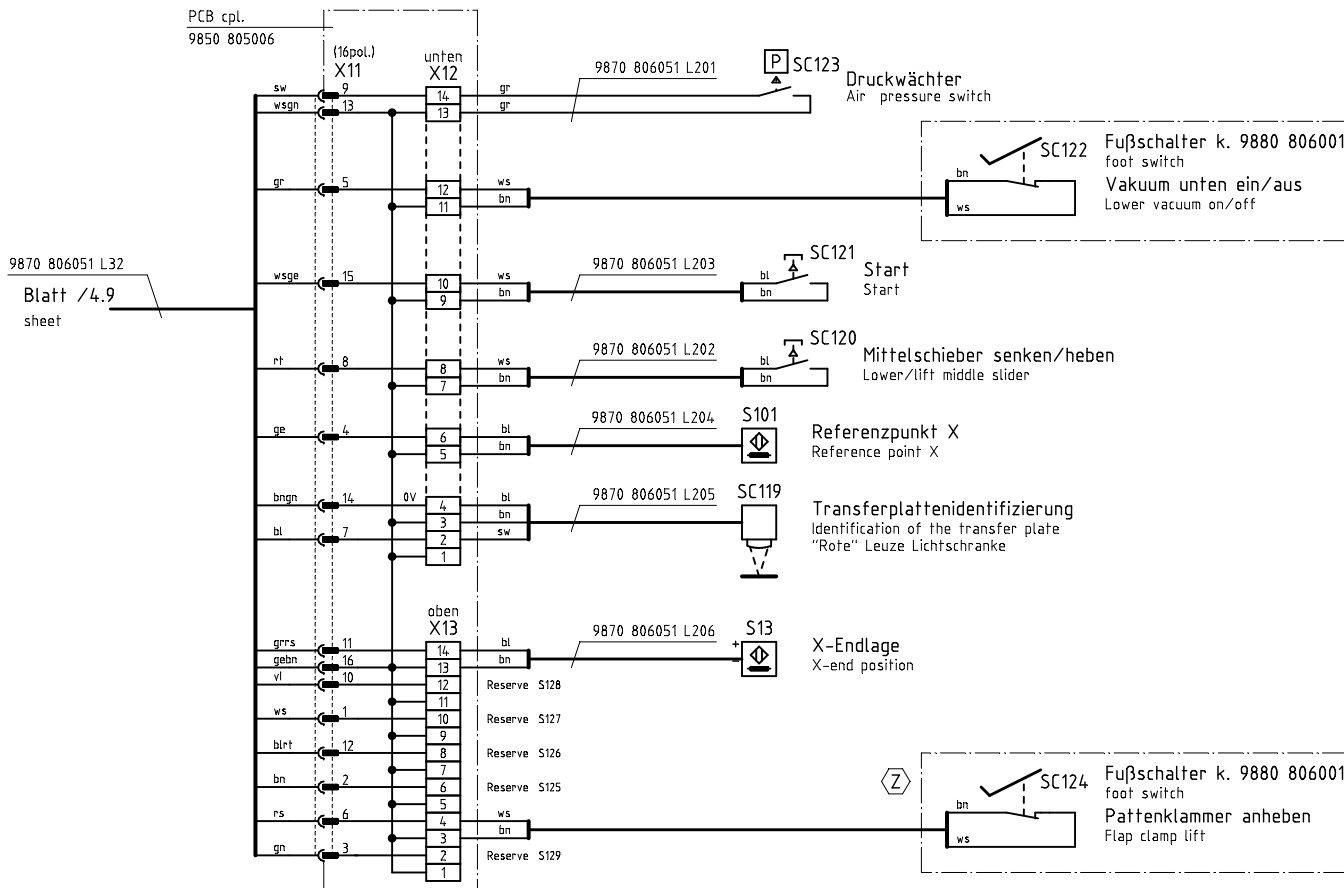 PCB cpl.
9850 805006
(16pol.)
X11
unten
X12
9870 806051 L201
P
SC123
Druckwächter
Air pressure switch
sw 9 14 gr
wsgn 13 13 gr
SC122
Fußschalter k. 9880 806001
foot switch
Vakuum unten ein/aus
Lower vacuum on/off
bn
ws
gr 5 12 ws
11 bn
9870 806051 L32
Blatt /4.9
sheet
9870 806051 L203
SC121
Start
Start
wsge 15 10 ws bl
9 bn bn
9870 806051 L202
SC120
Mittelschieber senken/heben
Lower/lift middle slider
rt 8 8 ws bl
7 bn bn
9870 806051 L204
S101
Referenzpunkt X
Reference point X
ge 4 6 bl
5 bn
9870 806051 L205
SC119
Transferplattenidentifizierung
Identification of the transfer plate
"Rote" Leuze Lichtschranke
bngn 14 0V 4 bl
3 bn
bl 7 2 sw
1
oben
X13
9870 806051 L206
S13
X-Endlage
X-end position
grrs 11 14 bl +
gebn 16 13 bn -
vl 10 12 Reserve S128
11
ws 1 10 Reserve S127
9
blrt 12 8 Reserve S126
7
bn 2 6 Reserve S125
5
rs 6 4 ws
3 bn
gn 3 2 Reserve S129
1
Z
SC124
Fußschalter k. 9880 806001
foot switch
Pattenklammer anheben
Flap clamp lift
bn
ws